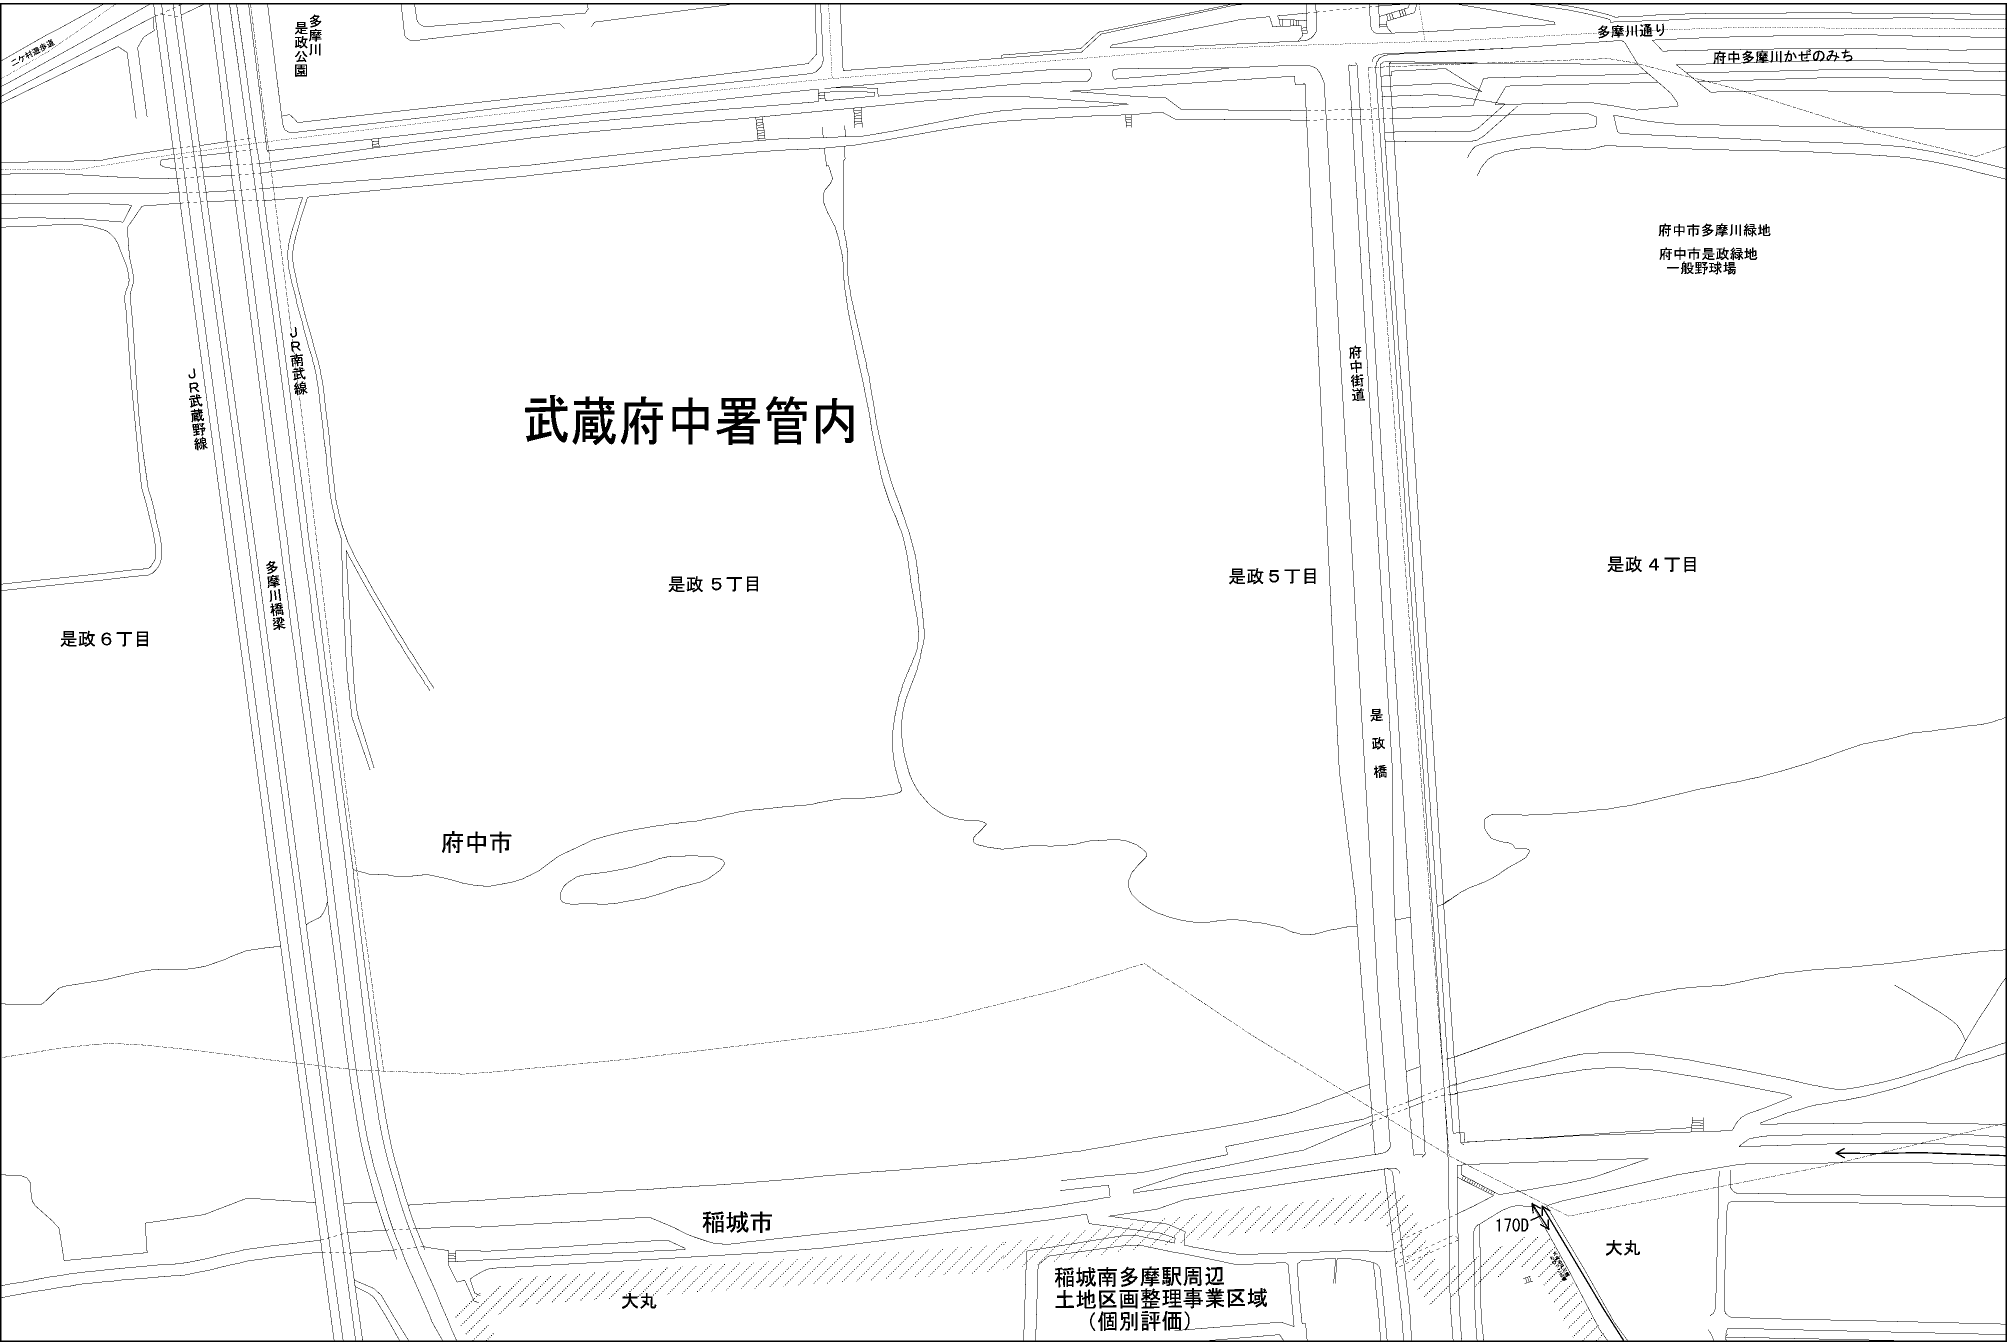 二ケ村遊歩道
多摩川
是政公園
多摩川通り
府中多摩川かぜのみち
府中市多摩川緑地
府中市是政緑地
一般野球場
JR南武線
JR武蔵野線
府中街道
武蔵府中署管内
多摩川橋梁
是政5丁目
是政5丁目
是政4丁目
是政6丁目
是政橋
府中市
稲城市
170D
大丸
稲城南多摩駅周辺
土地区画整理事業区域
（個別評価）
大丸